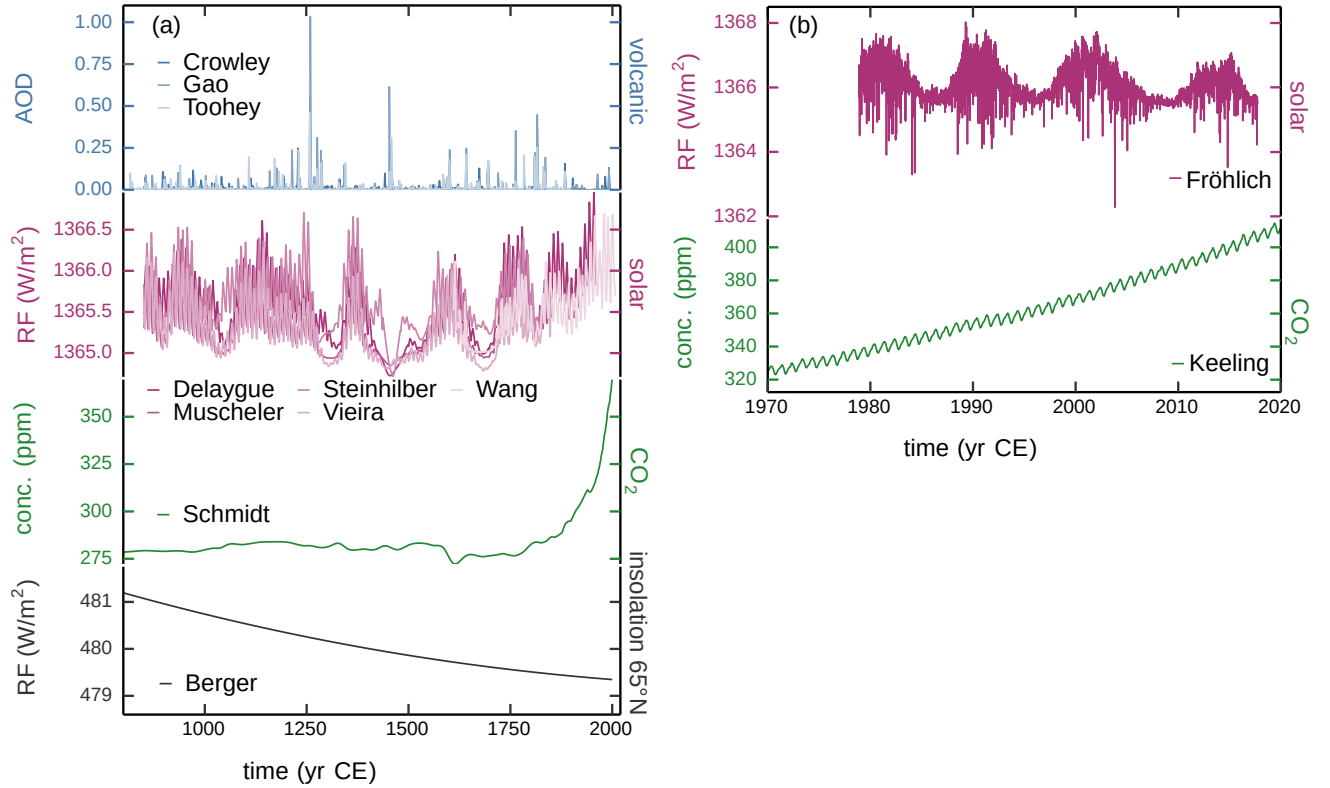 (a)
1.00
0.75
0.50
0.25
0.00
AOD
volcanic
Crowley
Gao
Toohey
1366.5
1366.0
1365.5
1365.0
RF (W/m²)
solar
Delaygue
Muscheler
Steinhilber
Vieira
Wang
350
325
300
275
conc. (ppm)
CO₂
Schmidt
481
480
479
RF (W/m²)
insolation 65°N
Berger
1000 1250 1500 1750 2000
time (yr CE)
(b)
1368
1366
1364
1362
RF (W/m²)
solar
Fröhlich
400
380
360
340
320
conc. (ppm)
CO₂
Keeling
1970 1980 1990 2000 2010 2020
time (yr CE)